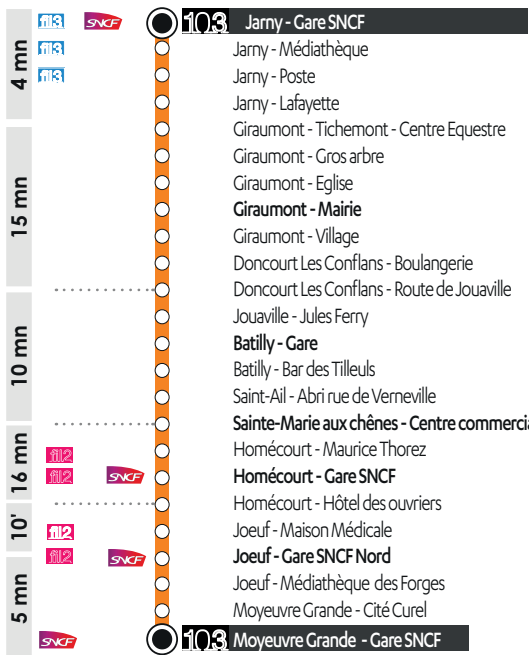 fil3 SNCF 103 Jarny - Gare SNCF
fil3 Jarny - Médiathèque
fil3 Jarny - Poste
4 mn
Jarny - Lafayette
Giraumont - Tichemont - Centre Equestre
Giraumont - Gros arbre
Giraumont - Eglise
15 mn
Giraumont - Mairie
Giraumont - Village
Doncourt Les Conflans - Boulangerie
Doncourt Les Conflans - Route de Jouaville
Jouaville - Jules Ferry
10 mn
Batilly - Gare
Batilly - Bar des Tilleuls
Saint-Ail - Abri rue de Verneville
Sainte-Marie aux chênes - Centre commercia
16 mn
fil2 Homécourt - Maurice Thorez
fil2 SNCF Homécourt - Gare SNCF
Homécourt - Hôtel des ouvriers
10'
fil2 Joeuf - Maison Médicale
fil2 SNCF Joeuf - Gare SNCF Nord
5 mn
Joeuf - Médiathèque des Forges
Moyeuvre Grande - Cité Curel
SNCF 103 Moyeuvre Grande - Gare SNCF